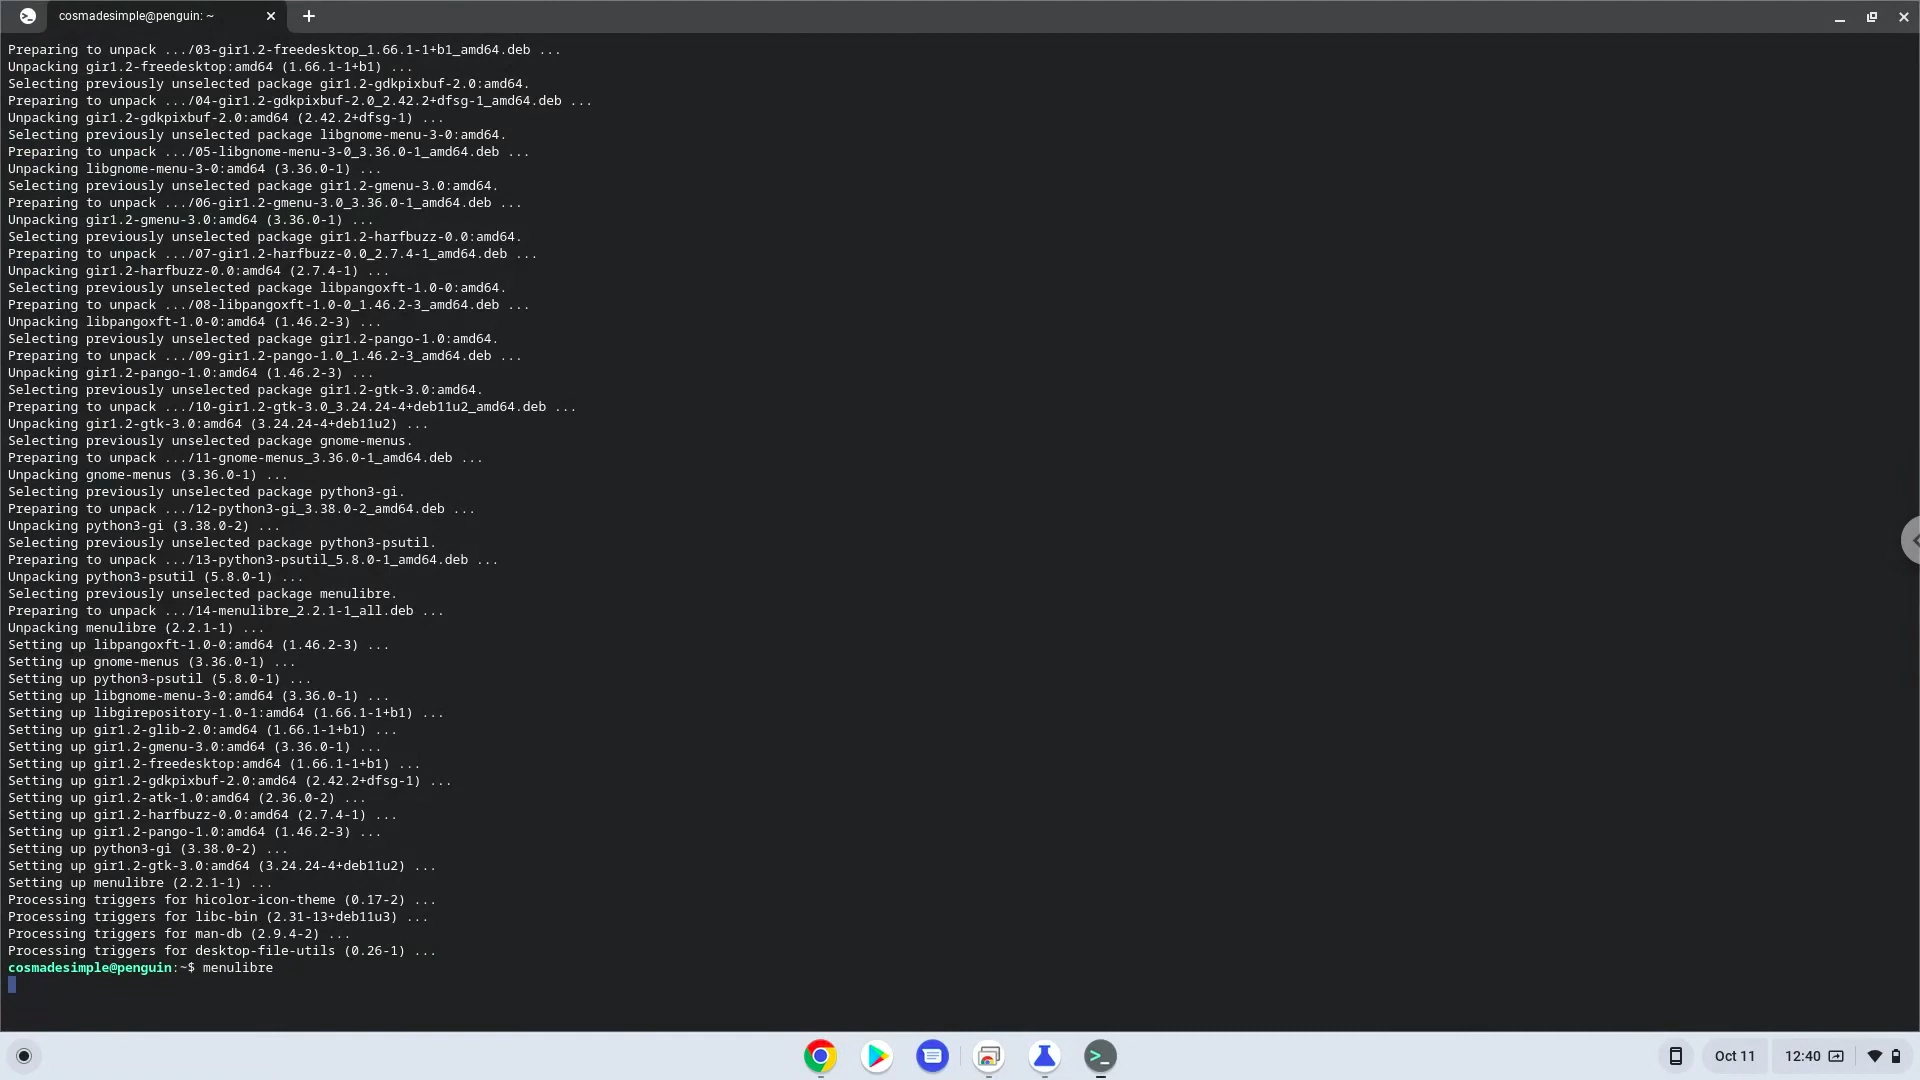 cosmadesimple@penguin: ~
Preparing to unpack .../03-gir1.2-freedesktop_1.66.1-1+b1_amd64.deb ...
Unpacking gir1.2-freedesktop:amd64 (1.66.1-1+b1) ...
Selecting previously unselected package gir1.2-gdkpixbuf-2.0:amd64.
Preparing to unpack .../04-gir1.2-gdkpixbuf-2.0_2.42.2+dfsg-1_amd64.deb ...
Unpacking gir1.2-gdkpixbuf-2.0:amd64 (2.42.2+dfsg-1) ...
Selecting previously unselected package libgnome-menu-3-0:amd64.
Preparing to unpack .../05-libgnome-menu-3-0_3.36.0-1_amd64.deb ...
Unpacking libgnome-menu-3-0:amd64 (3.36.0-1) ...
Selecting previously unselected package gir1.2-gmenu-3.0:amd64.
Preparing to unpack .../06-gir1.2-gmenu-3.0_3.36.0-1_amd64.deb ...
Unpacking gir1.2-gmenu-3.0:amd64 (3.36.0-1) ...
Selecting previously unselected package gir1.2-harfbuzz-0.0:amd64.
Preparing to unpack .../07-gir1.2-harfbuzz-0.0_2.7.4-1_amd64.deb ...
Unpacking gir1.2-harfbuzz-0.0:amd64 (2.7.4-1) ...
Selecting previously unselected package libpangoxft-1.0-0:amd64.
Preparing to unpack .../08-libpangoxft-1.0-0_1.46.2-3_amd64.deb ...
Unpacking libpangoxft-1.0-0:amd64 (1.46.2-3) ...
Selecting previously unselected package gir1.2-pango-1.0:amd64.
Preparing to unpack .../09-gir1.2-pango-1.0_1.46.2-3_amd64.deb ...
Unpacking gir1.2-pango-1.0:amd64 (1.46.2-3) ...
Selecting previously unselected package gir1.2-gtk-3.0:amd64.
Preparing to unpack .../10-gir1.2-gtk-3.0_3.24.24-4+deb11u2_amd64.deb ...
Unpacking gir1.2-gtk-3.0:amd64 (3.24.24-4+deb11u2) ...
Selecting previously unselected package gnome-menus.
Preparing to unpack .../11-gnome-menus_3.36.0-1_amd64.deb ...
Unpacking gnome-menus (3.36.0-1) ...
Selecting previously unselected package python3-gi.
Preparing to unpack .../12-python3-gi_3.38.0-2_amd64.deb ...
Unpacking python3-gi (3.38.0-2) ...
Selecting previously unselected package python3-psutil.
Preparing to unpack .../13-python3-psutil_5.8.0-1_amd64.deb ...
Unpacking python3-psutil (5.8.0-1) ...
Selecting previously unselected package menulibre.
Preparing to unpack .../14-menulibre_2.2.1-1_all.deb ...
Unpacking menulibre (2.2.1-1) ...
Setting up libpangoxft-1.0-0:amd64 (1.46.2-3) ...
Setting up gnome-menus (3.36.0-1) ...
Setting up python3-psutil (5.8.0-1) ...
Setting up libgnome-menu-3-0:amd64 (3.36.0-1) ...
Setting up libgirepository-1.0-1:amd64 (1.66.1-1+b1) ...
Setting up gir1.2-glib-2.0:amd64 (1.66.1-1+b1) ...
Setting up gir1.2-gmenu-3.0:amd64 (3.36.0-1) ...
Setting up gir1.2-freedesktop:amd64 (1.66.1-1+b1) ...
Setting up gir1.2-gdkpixbuf-2.0:amd64 (2.42.2+dfsg-1) ...
Setting up gir1.2-atk-1.0:amd64 (2.36.0-2) ...
Setting up gir1.2-harfbuzz-0.0:amd64 (2.7.4-1) ...
Setting up gir1.2-pango-1.0:amd64 (1.46.2-3) ...
Setting up python3-gi (3.38.0-2) ...
Setting up gir1.2-gtk-3.0:amd64 (3.24.24-4+deb11u2) ...
Setting up menulibre (2.2.1-1) ...
Processing triggers for hicolor-icon-theme (0.17-2) ...
Processing triggers for libc-bin (2.31-13+deb11u3) ...
Processing triggers for man-db (2.9.4-2) ...
Processing triggers for desktop-file-utils (0.26-1) ...
cosmadesimple@penguin:~$ menulibre
Oct 11
12:40